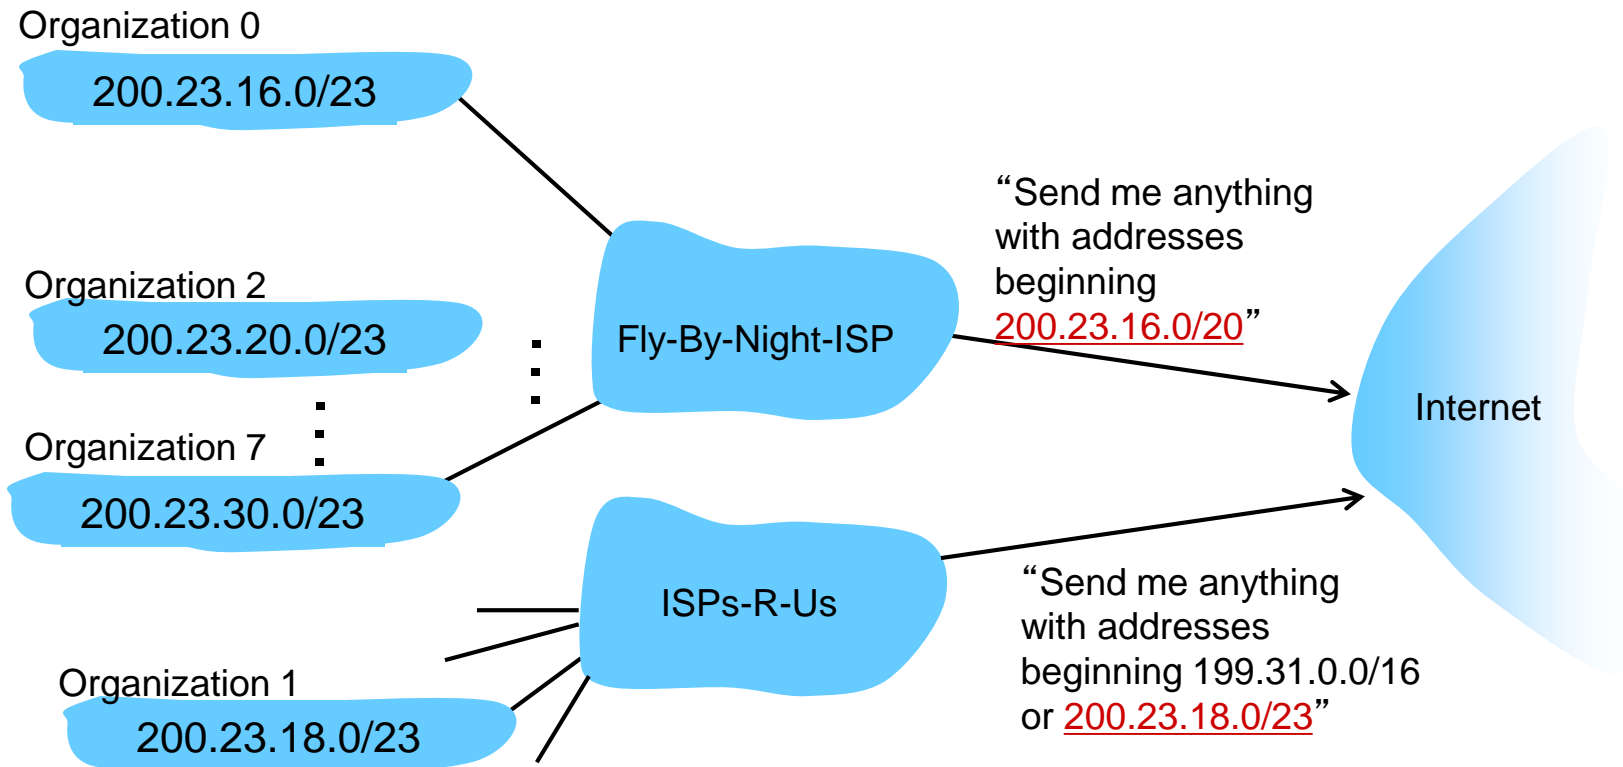 Organization 0
200.23.16.0/23
Organization 2
200.23.20.0/23
Organization 7
200.23.30.0/23
Organization 1
200.23.18.0/23
Fly-By-Night-ISP
ISPs-R-Us
“Send me anything
with addresses
beginning
200.23.16.0/20”
“Send me anything
with addresses
beginning 199.31.0.0/16
or 200.23.18.0/23”
Internet